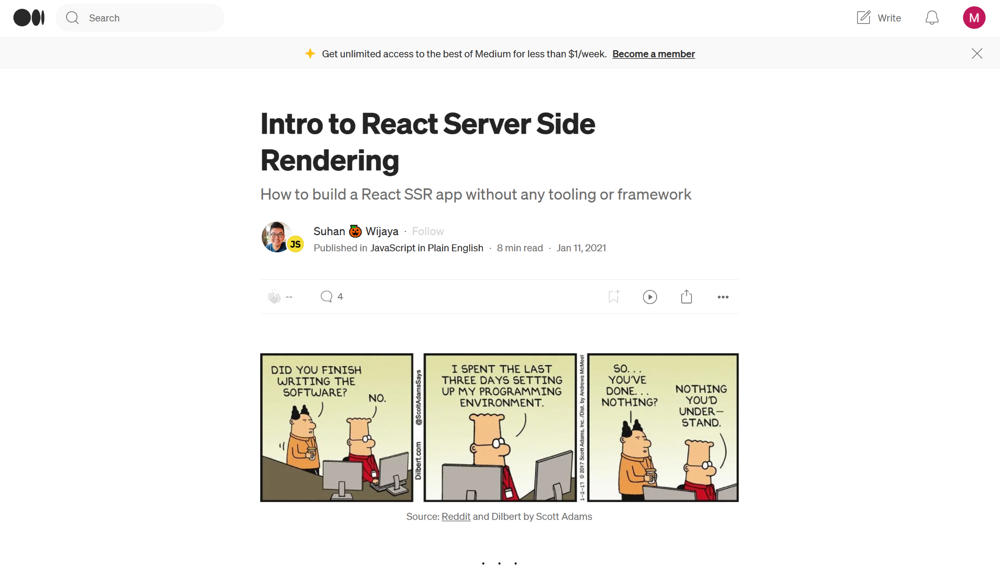 Search
Write
M
Get unlimited access to the best of Medium for less than $1/week. Become a member
Intro to React Server Side
Rendering
How to build a React SSR app without any tooling or framework
Suhan 🎃 Wijaya · Follow
JS
Published in JavaScript in Plain English · 8 min read · Jan 11, 2021
--
4
DID YOU FINISH
WRITING THE
SOFTWARE?
NO.
Dilbert.com @ScottAdamsSays
I SPENT THE LAST
THREE DAYS SETTING
UP MY PROGRAMMING
ENVIRONMENT.
1-2-17 © 2017 Scott Adams, Inc. /Dist. by Andrews McMeel
SO. . .
YOU'VE
DONE. . .
NOTHING?
NOTHING
YOU'D
UNDER—
STAND.
Source: Reddit and Dilbert by Scott Adams
. . .